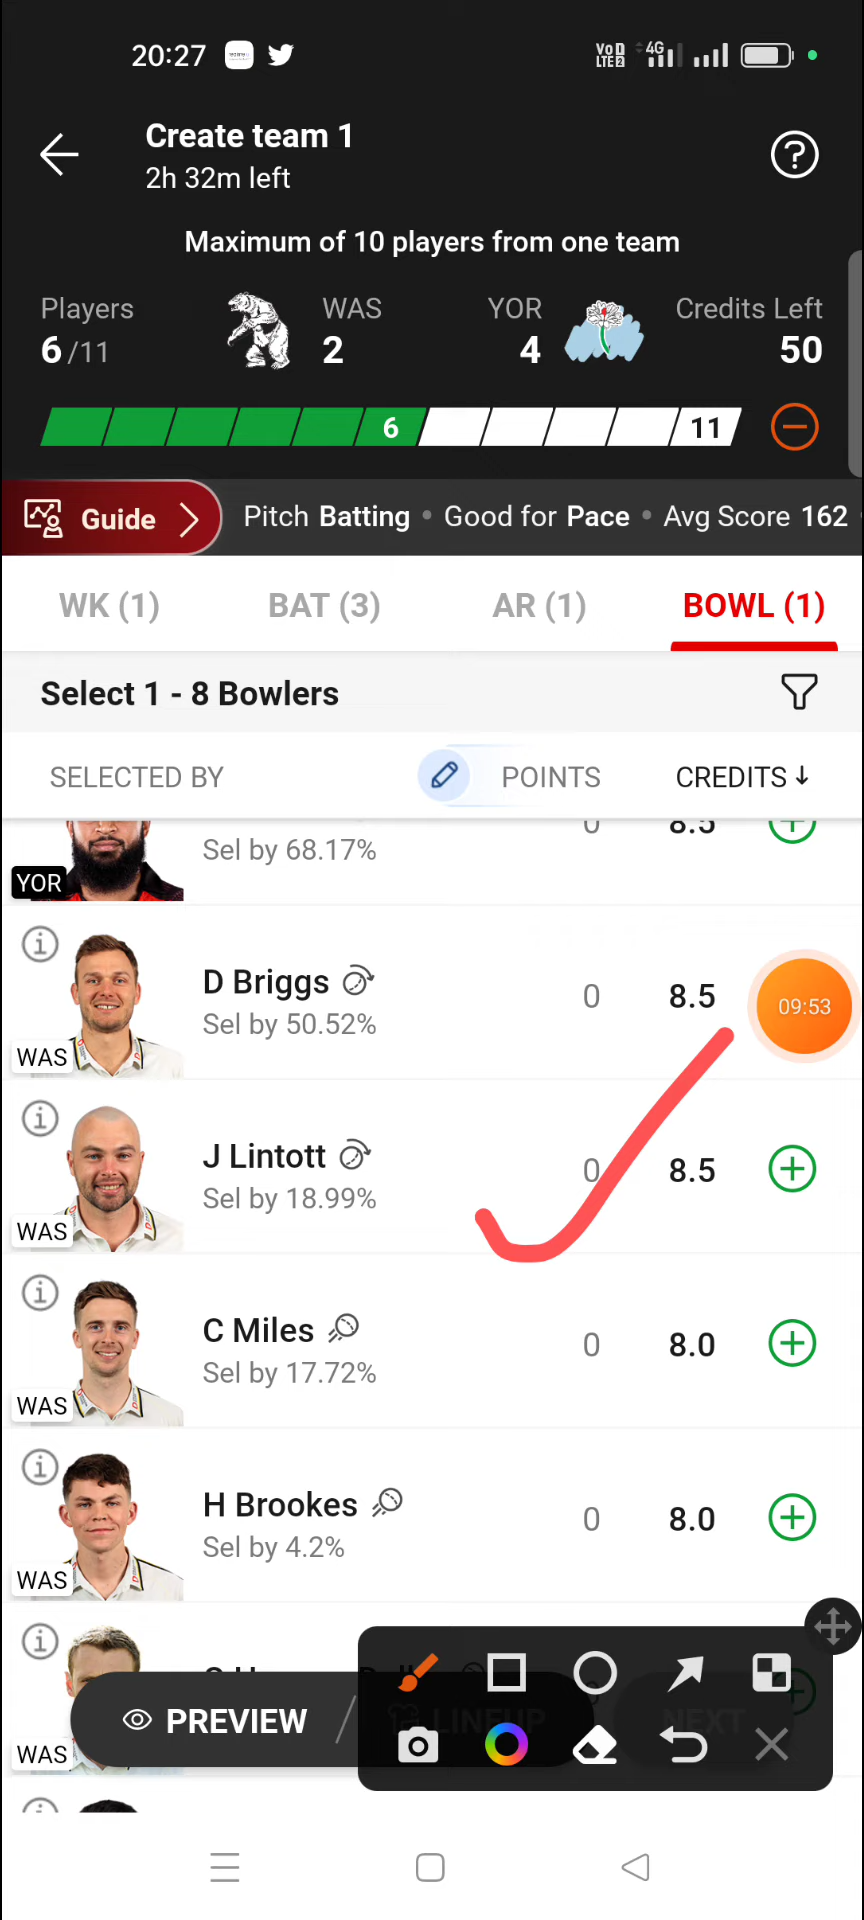 20:27
VoD LTE2 4G
Create team 1
2h 32m left
Maximum of 10 players from one team
Players WAS YOR Credits Left
6/11 2 4 50
6 11
Guide Pitch Batting • Good for Pace • Avg Score 162
WK (1) BAT (3) AR (1) BOWL (1)
Select 1 - 8 Bowlers
SELECTED BY POINTS CREDITS ↓
Sel by 68.17% 0 8.5
YOR
D Briggs 0 8.5 09:53
Sel by 50.52%
WAS
J Lintott 0 8.5
Sel by 18.99%
WAS
C Miles 0 8.0
Sel by 17.72%
WAS
H Brookes 0 8.0
Sel by 4.2%
WAS
PREVIEW / LINEUP NEXT
WAS